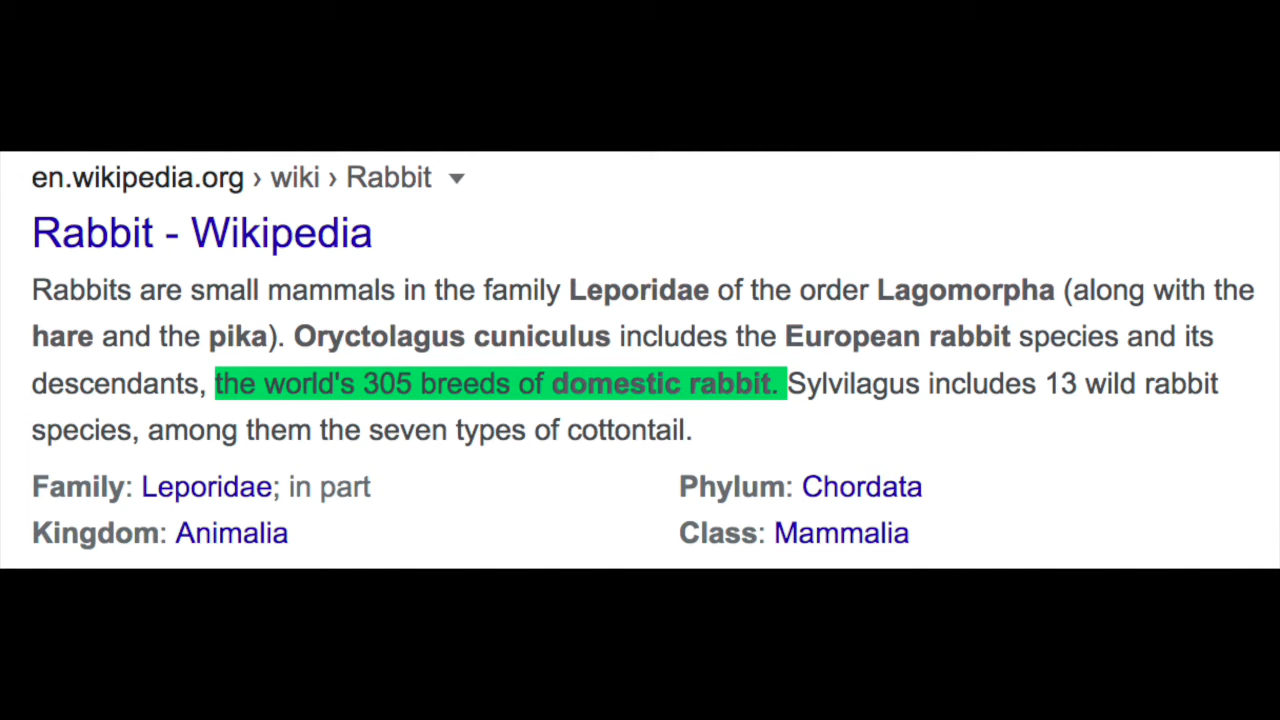 en.wikipedia.org › wiki › Rabbit
Rabbit - Wikipedia
Rabbits are small mammals in the family Leporidae of the order Lagomorpha (along with the
hare and the pika). Oryctolagus cuniculus includes the European rabbit species and its
descendants, the world's 305 breeds of domestic rabbit. Sylvilagus includes 13 wild rabbit
species, among them the seven types of cottontail.
Family: Leporidae; in part Phylum: Chordata
Kingdom: Animalia Class: Mammalia